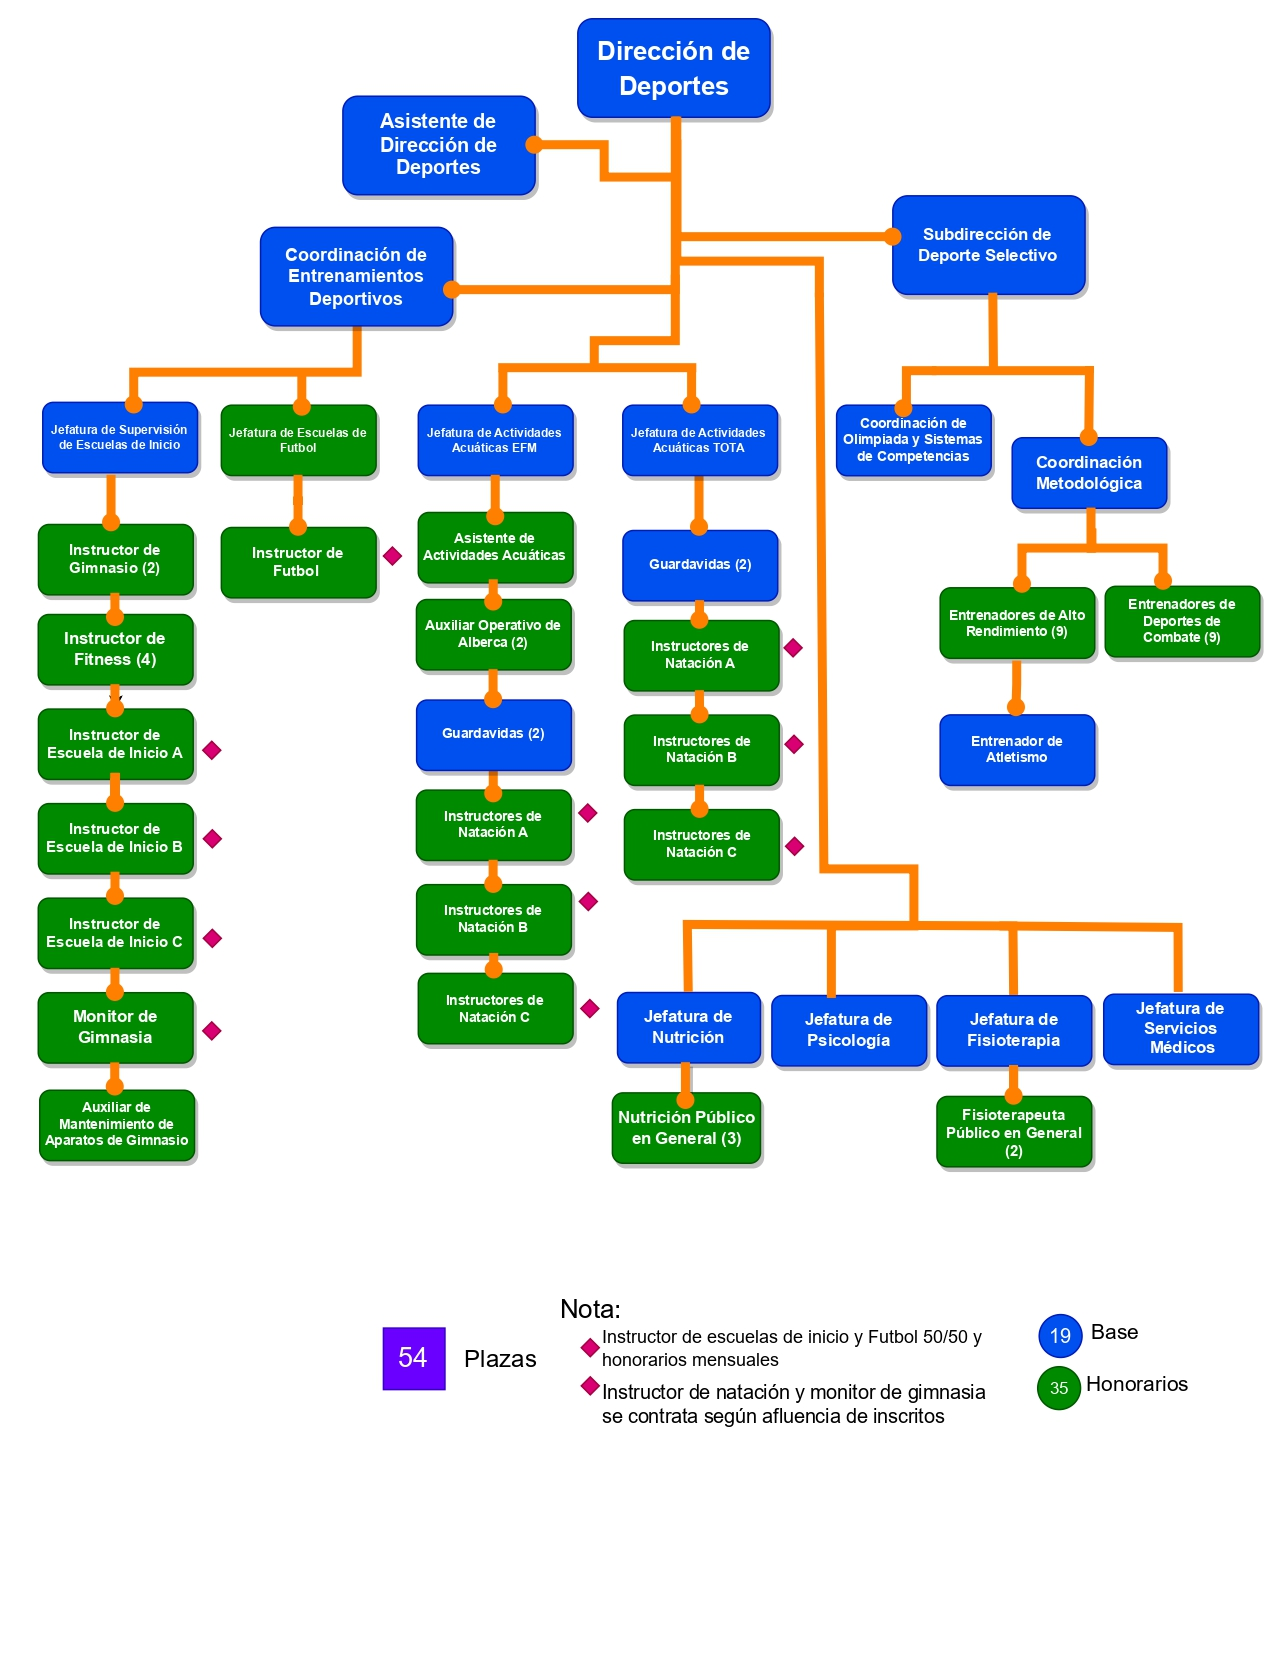 Dirección de
Deportes
Asistente de
Dirección de
Deportes
Subdirección de
Deporte Selectivo
Coordinación de
Entrenamientos
Deportivos
Jefatura de Supervisión
de Escuelas de Inicio
Jefatura de Escuelas de
Futbol
Jefatura de Actividades
Acuáticas EFM
Jefatura de Actividades
Acuáticas TOTA
Coordinación de
Olimpiada y Sistemas
de Competencias
Coordinación
Metodológica
Instructor de
Gimnasio (2)
Instructor de
Futbol
Asistente de
Actividades Acuáticas
Guardavidas (2)
Entrenadores de Alto
Rendimiento (9)
Entrenadores de
Deportes de
Combate (9)
Instructor de
Fitness (4)
Auxiliar Operativo de
Alberca (2)
Instructores de
Natación A
Instructor de
Escuela de Inicio A
Guardavidas (2)
Instructores de
Natación B
Entrenador de
Atletismo
Instructor de
Escuela de Inicio B
Instructores de
Natación A
Instructores de
Natación C
Instructor de
Escuela de Inicio C
Instructores de
Natación B
Monitor de
Gimnasia
Instructores de
Natación C
Jefatura de
Nutrición
Jefatura de
Psicología
Jefatura de
Fisioterapia
Jefatura de
Servicios
Médicos
Auxiliar de
Mantenimiento de
Aparatos de Gimnasio
Nutrición Público
en General (3)
Fisioterapeuta
Público en General
(2)
54
Plazas
Nota:
Instructor de escuelas de inicio y Futbol 50/50 y
honorarios mensuales
Instructor de natación y monitor de gimnasia
se contrata según afluencia de inscritos
19
Base
35
Honorarios